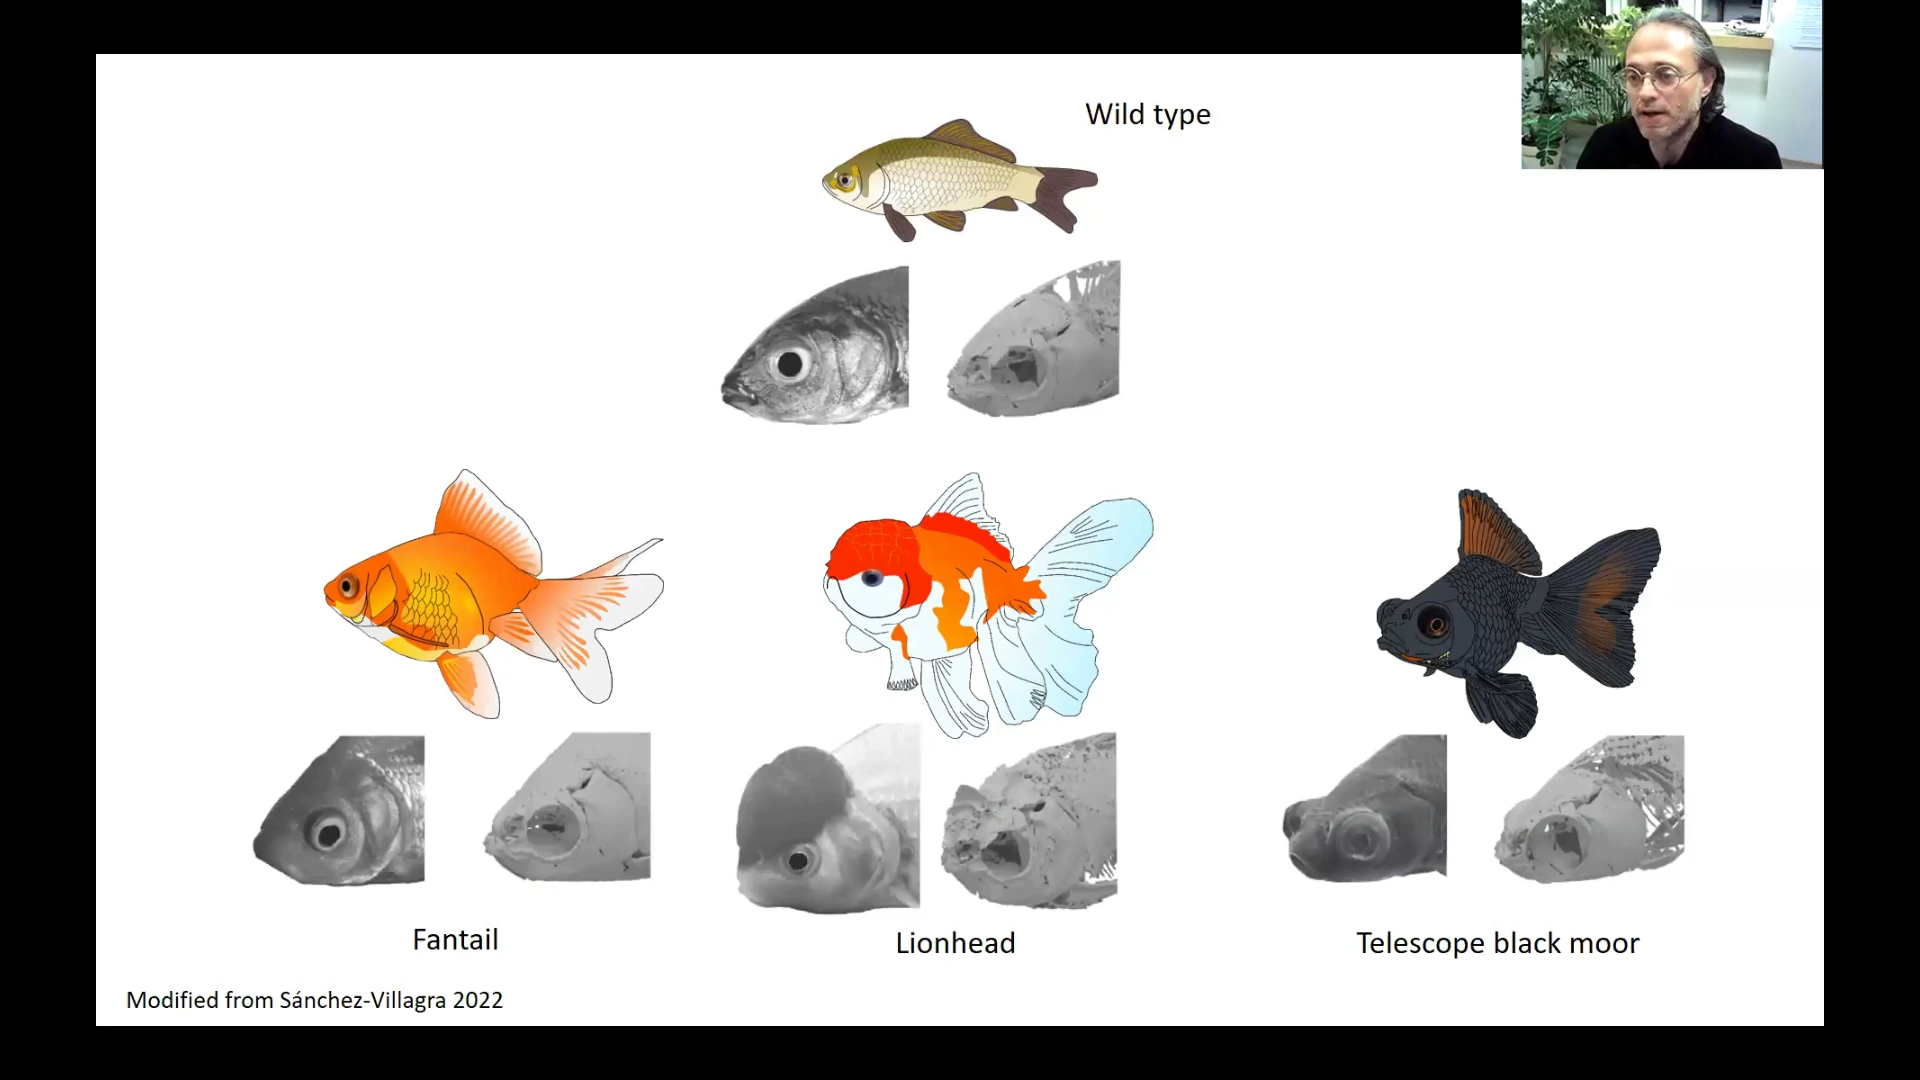 Wild type
Fantail
Lionhead
Telescope black moor
Modified from Sánchez-Villagra 2022